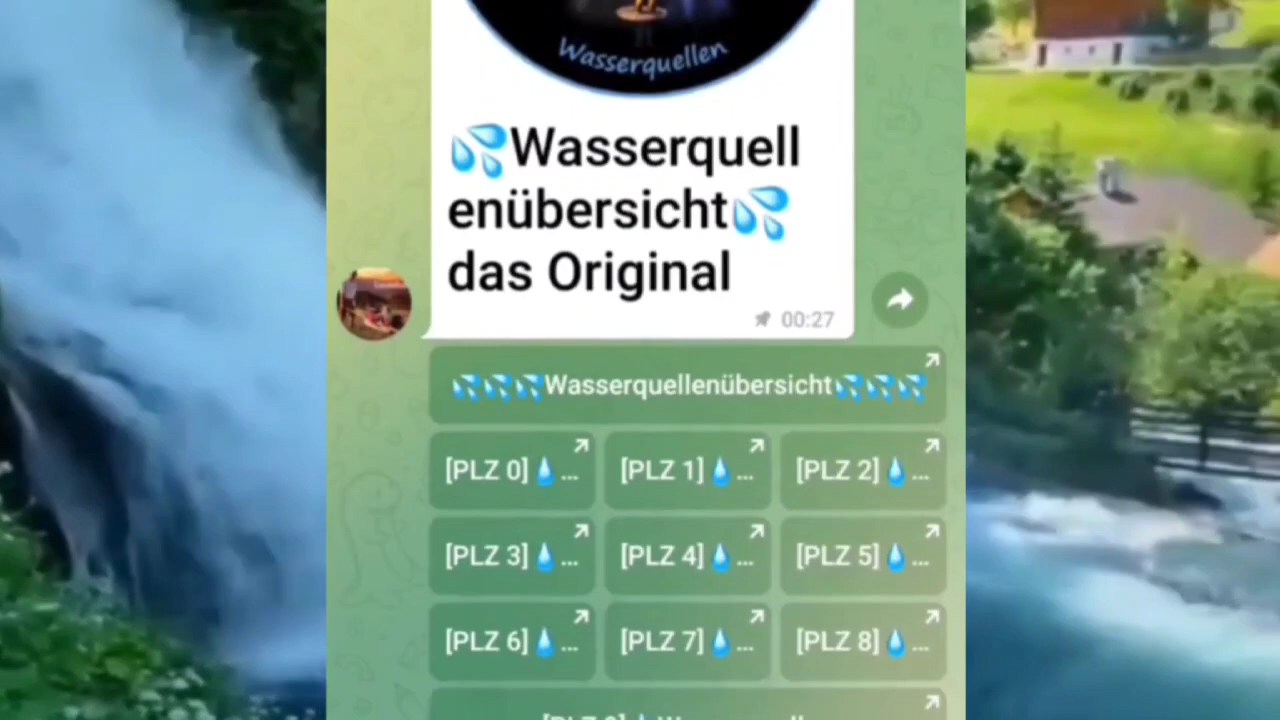 Wasserquellen
💦Wasserquell
enübersicht💦
das Original
00:27
💦💦💦Wasserquellenübersicht💦💦💦
[PLZ 0]💧... [PLZ 1]💧... [PLZ 2]💧...
[PLZ 3]💧... [PLZ 4]💧... [PLZ 5]💧...
[PLZ 6]💧... [PLZ 7]💧... [PLZ 8]💧...